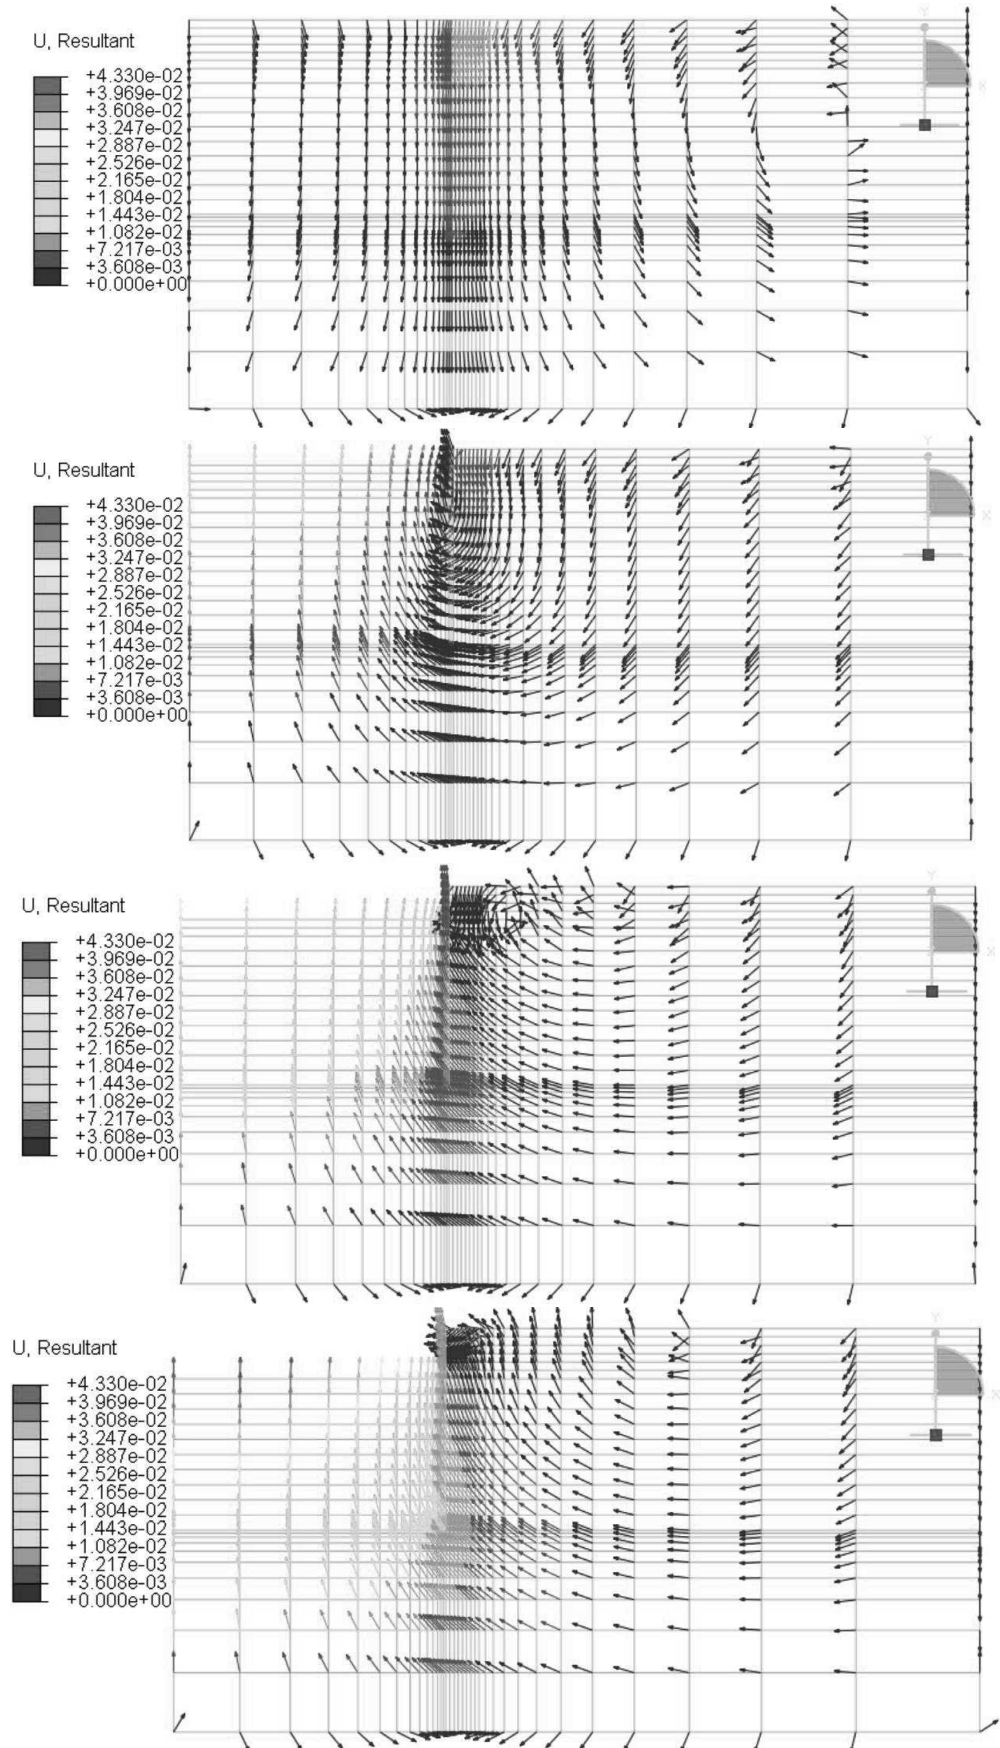 U, Resultant
+4.330e-02
+3.969e-02
+3.608e-02
+3.247e-02
+2.887e-02
+2.526e-02
+2.165e-02
+1.804e-02
+1.443e-02
+1.082e-02
+7.217e-03
+3.608e-03
+0.000e+00
X
Y
U, Resultant
+4.330e-02
+3.969e-02
+3.608e-02
+3.247e-02
+2.887e-02
+2.526e-02
+2.165e-02
+1.804e-02
+1.443e-02
+1.082e-02
+7.217e-03
+3.608e-03
+0.000e+00
X
Y
U, Resultant
+4.330e-02
+3.969e-02
+3.608e-02
+3.247e-02
+2.887e-02
+2.526e-02
+2.165e-02
+1.804e-02
+1.443e-02
+1.082e-02
+7.217e-03
+3.608e-03
+0.000e+00
X
Y
U, Resultant
+4.330e-02
+3.969e-02
+3.608e-02
+3.247e-02
+2.887e-02
+2.526e-02
+2.165e-02
+1.804e-02
+1.443e-02
+1.082e-02
+7.217e-03
+3.608e-03
+0.000e+00
X